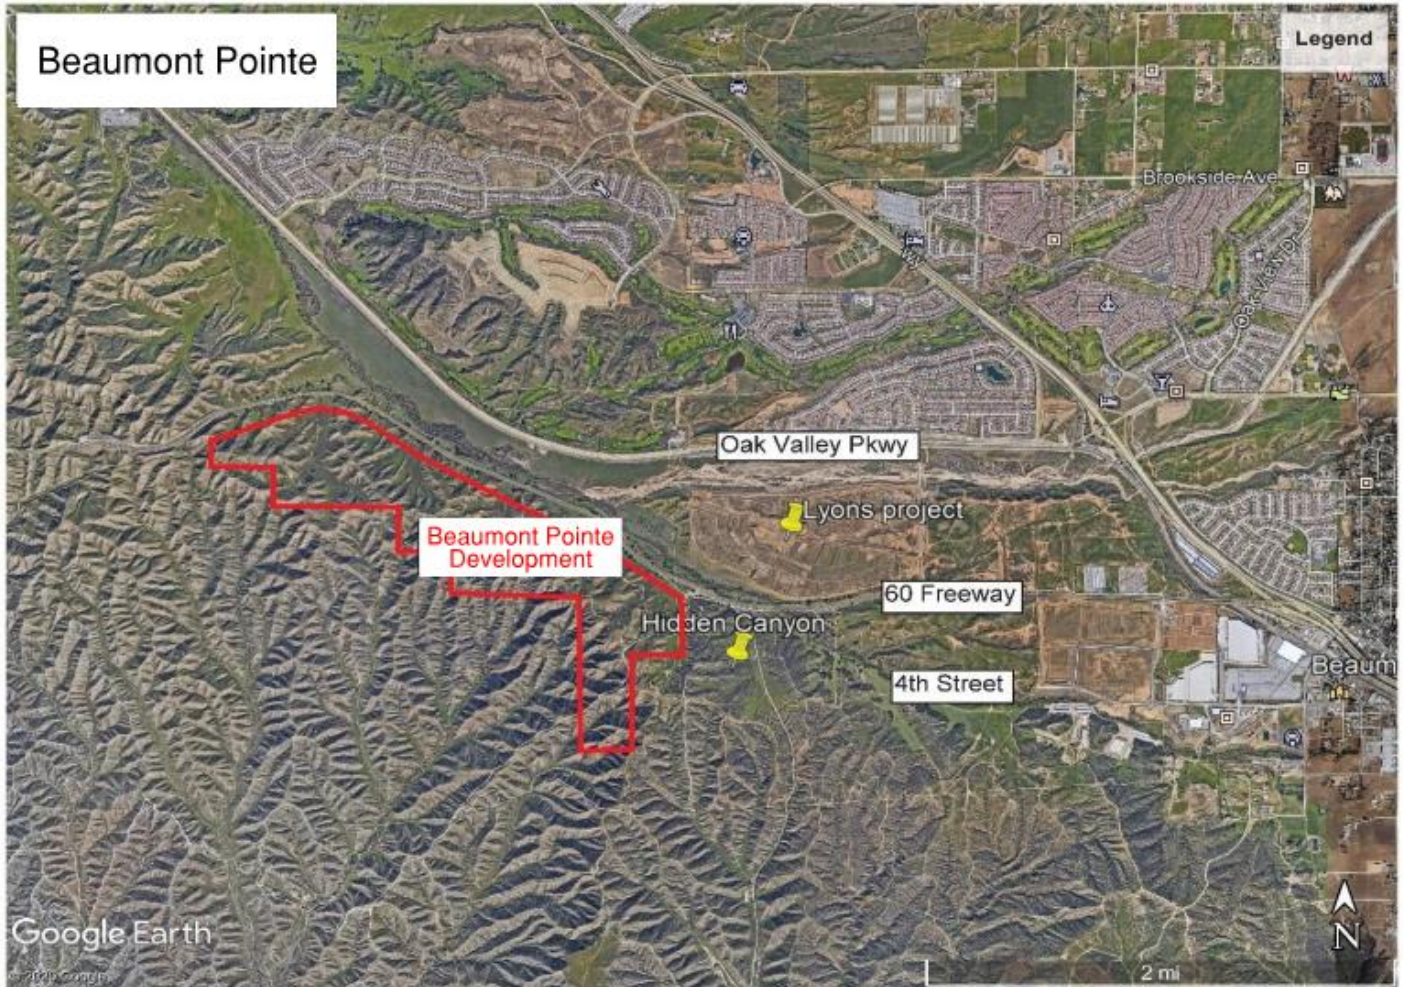 Beaumont Pointe
Legend
Brookside Ave
Oak View Dr
Oak Valley Pkwy
Lyons project
Beaumont Pointe
Development
60 Freeway
Hidden Canyon
4th Street
Beaum
Google Earth
N
2 mi